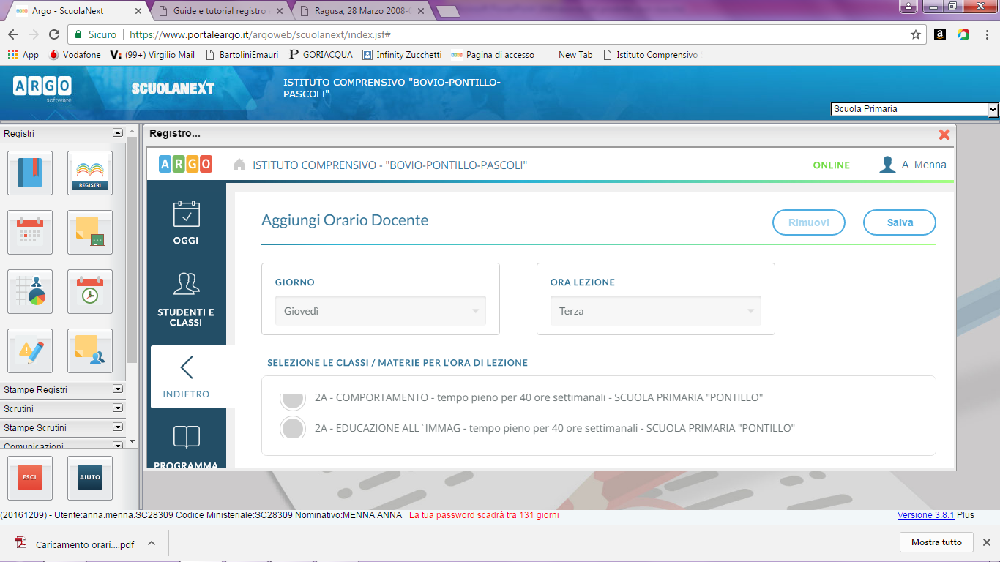 Argo - ScuolaNext
Guide e tutorial registro
Ragusa, 28 Marzo 2008-
Sicuro
https://www.portaleargo.it/argoweb/scuolanext/index.jsf#
App
Vodafone
(99+) Virgilio Mail
BartoliniEmauri
GORIACQUA
Infinity Zucchetti
Pagina di accesso
New Tab
Istituto Comprensivo
ARGO
software
SCUOLANEXT
ISTITUTO COMPRENSIVO "BOVIO-PONTILLO-
PASCOLI"
Scuola Primaria
Registri
REGISTRI
Stampe Registri
Scrutini
Stampe Scrutini
Comunicazioni
ESCI
AIUTO
Registro...
ARGO
ISTITUTO COMPRENSIVO - "BOVIO-PONTILLO-PASCOLI"
ONLINE
A. Menna
OGGI
STUDENTI E
CLASSI
INDIETRO
PROGRAMMA
Aggiungi Orario Docente
Rimuovi
Salva
GIORNO
Giovedì
ORA LEZIONE
Terza
SELEZIONE LE CLASSI / MATERIE PER L'ORA DI LEZIONE
2A - COMPORTAMENTO - tempo pieno per 40 ore settimanali - SCUOLA PRIMARIA "PONTILLO"
2A - EDUCAZIONE ALL`IMMAG - tempo pieno per 40 ore settimanali - SCUOLA PRIMARIA "PONTILLO"
(20161209) - Utente:anna.menna.SC28309 Codice Ministeriale:SC28309 Nominativo:MENNA ANNA La tua password scadrà tra 131 giorni
Versione 3.8.1 Plus
Caricamento orari....pdf
Mostra tutto